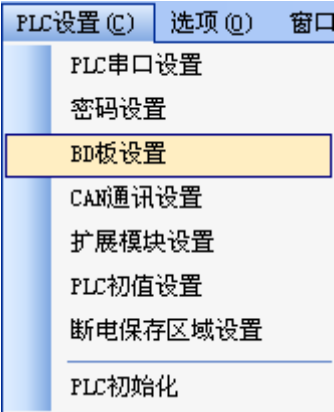 PLC设置(C) 选项(O) 窗口
PLC串口设置
密码设置
BD板设置
CAN通讯设置
扩展模块设置
PLC初值设置
断电保存区域设置
PLC初始化